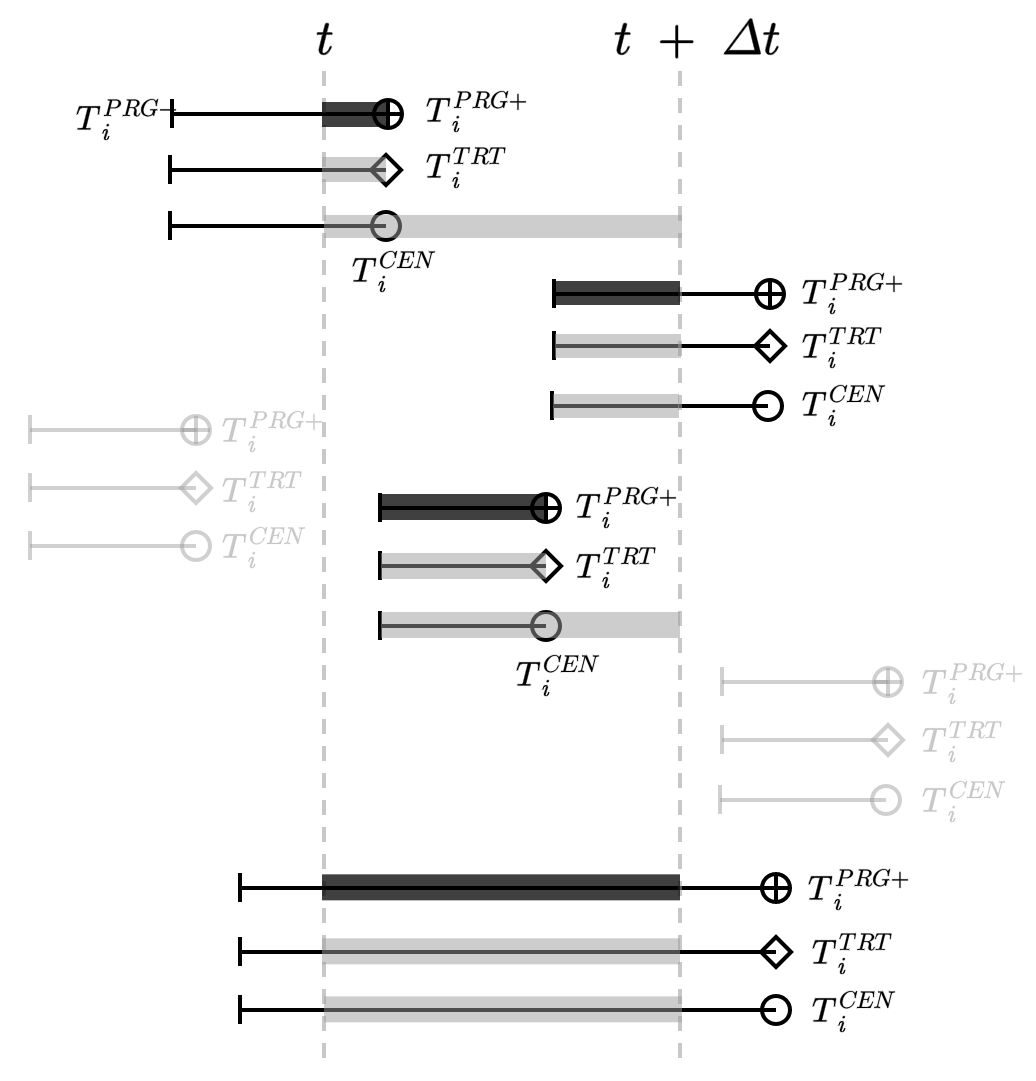 t t + Δt
T_i^{PRG-} T_i^{PRG+}
T_i^{TRT}
T_i^{CEN}
T_i^{PRG+}
T_i^{TRT}
T_i^{CEN}
T_i^{PRG+}
T_i^{TRT}
T_i^{CEN}
T_i^{PRG+}
T_i^{TRT}
T_i^{CEN}
T_i^{PRG+}
T_i^{TRT}
T_i^{CEN}
T_i^{PRG+}
T_i^{TRT}
T_i^{CEN}